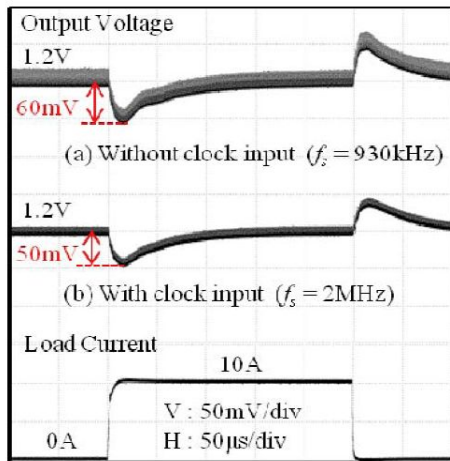 Output Voltage
1.2V
60mV
(a) Without clock input (fₛ = 930kHz)
1.2V
50mV
(b) With clock input (fₛ = 2MHz)
Load Current
10A
V : 50mV/div
0A
H : 50μs/div